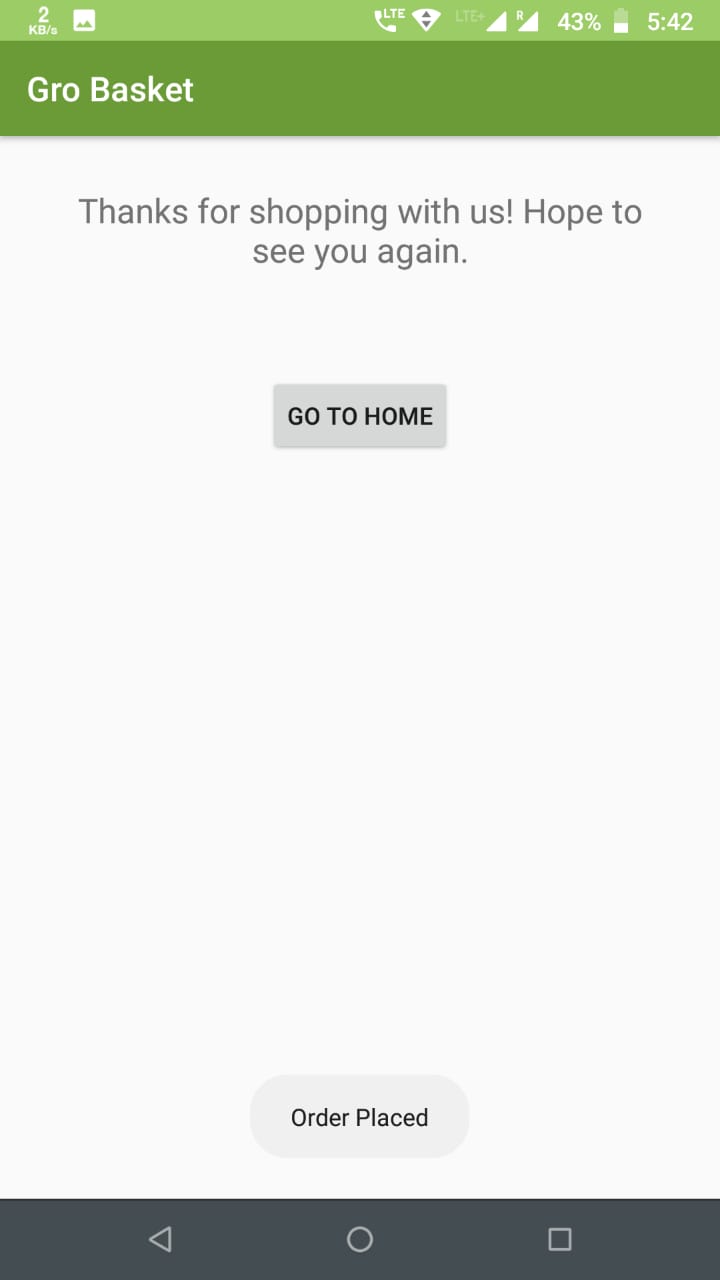 2
KB/s
LTE LTE+ R 43% 5:42
Gro Basket
Thanks for shopping with us! Hope to
see you again.
GO TO HOME
Order Placed